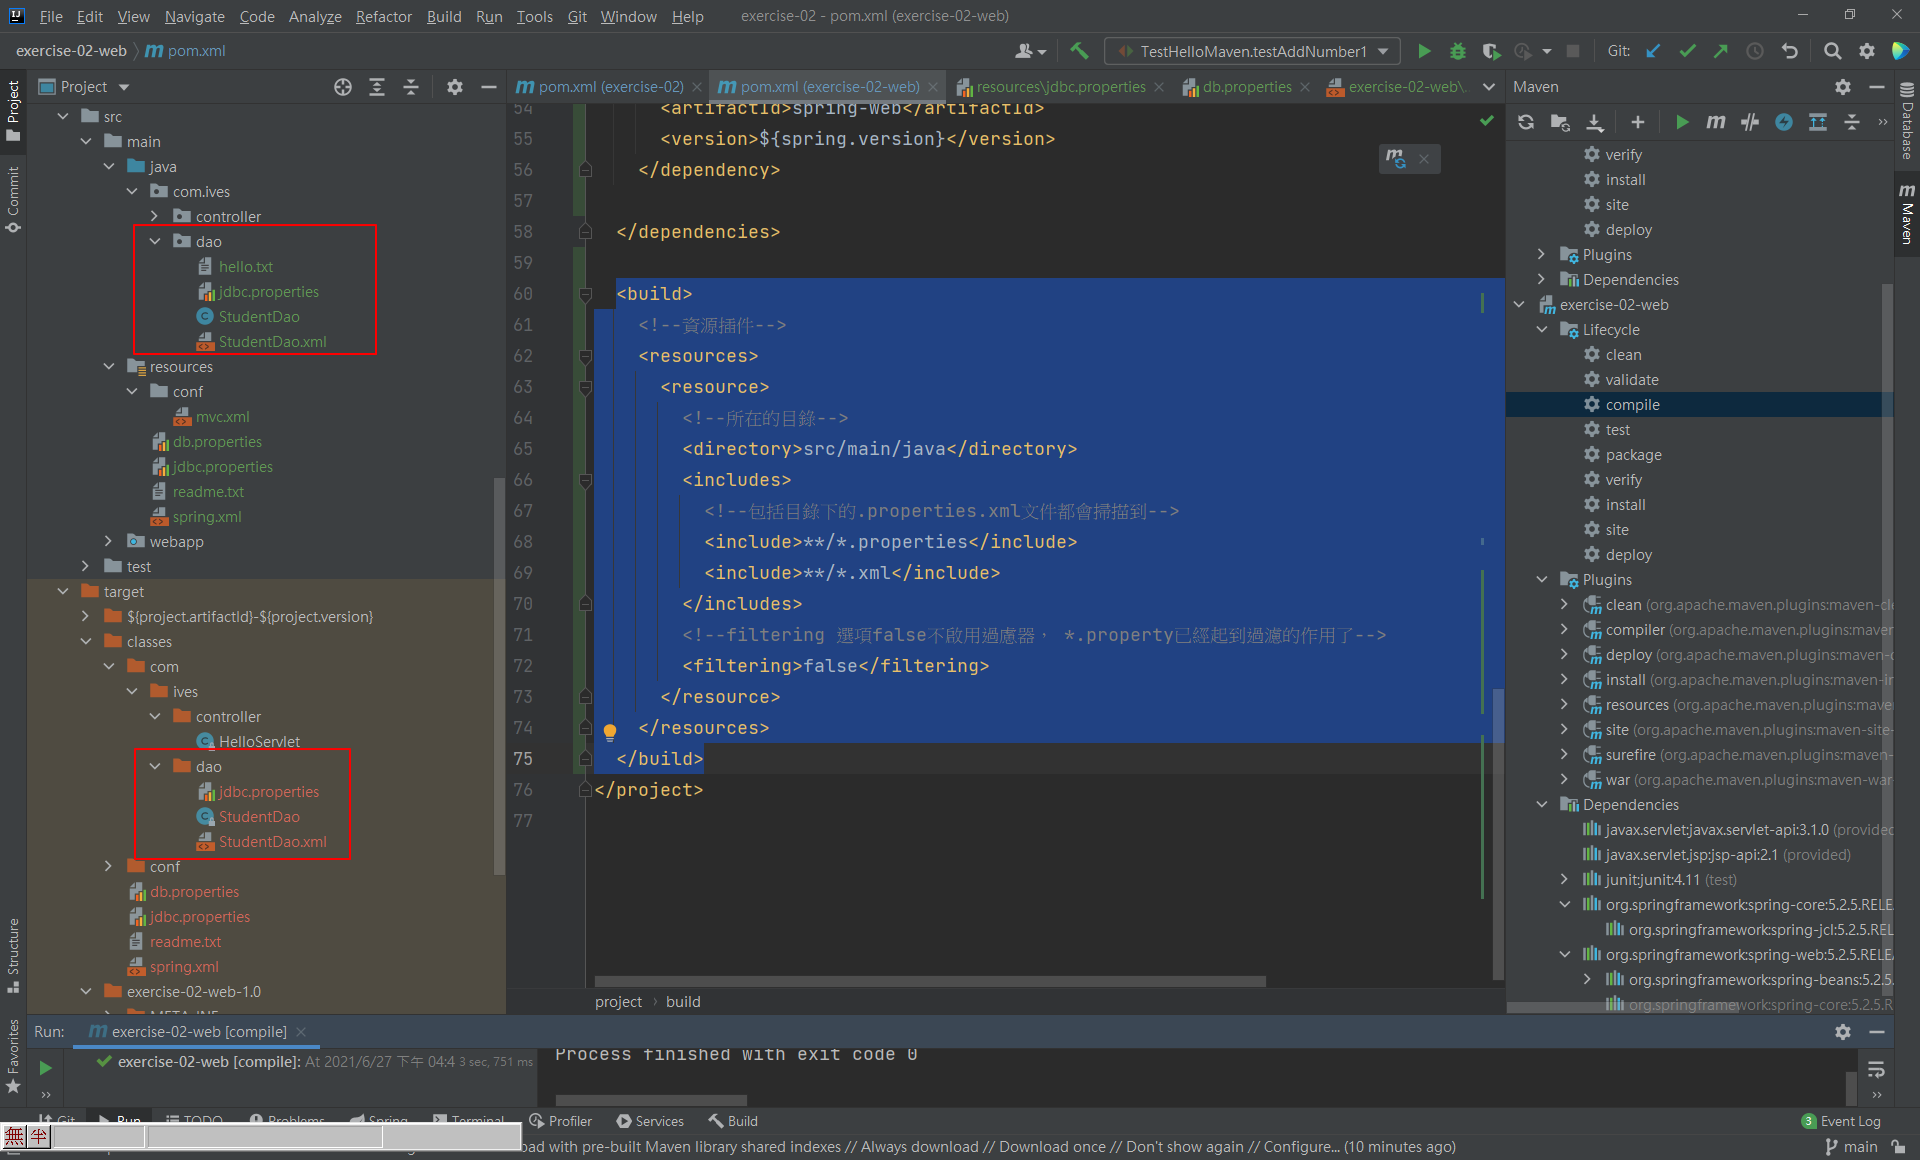 File Edit View Navigate Code Analyze Refactor Build Run Tools Git Window Help exercise-02 - pom.xml (exercise-02-web)
exercise-02-web pom.xml
TestHelloMaven.testAddNumber1
Git:
Project
pom.xml (exercise-02)
pom.xml (exercise-02-web)
resources\jdbc.properties
db.properties
exercise-02-web\.
Maven
Project
Commit
Structure
Favorites
src
main
java
com.ives
controller
dao
hello.txt
jdbc.properties
StudentDao
StudentDao.xml
resources
conf
mvc.xml
db.properties
jdbc.properties
readme.txt
spring.xml
webapp
test
target
${project.artifactId}-${project.version}
classes
com
ives
controller
HelloServlet
dao
jdbc.properties
StudentDao
StudentDao.xml
conf
db.properties
jdbc.properties
readme.txt
spring.xml
exercise-02-web-1.0
META-INF
54 <artifactId>spring-web</artifactId>
55 <version>${spring.version}</version>
56 </dependency>
57
58 </dependencies>
59
60 <build>
61 <!--資源插件-->
62 <resources>
63 <resource>
64 <!--所在的目錄-->
65 <directory>src/main/java</directory>
66 <includes>
67 <!--包括目錄下的.properties.xml文件都會掃描到-->
68 <include>**/*.properties</include>
69 <include>**/*.xml</include>
70 </includes>
71 <!--filtering 選項false不啟用過慮器， *.property已經起到過濾的作用了-->
72 <filtering>false</filtering>
73 </resource>
74 </resources>
75 </build>
76 </project>
77
project › build
verify
install
site
deploy
Plugins
Dependencies
exercise-02-web
Lifecycle
clean
validate
compile
test
package
verify
install
site
deploy
Plugins
clean (org.apache.maven.plugins:maven-cl
compiler (org.apache.maven.plugins:maven
deploy (org.apache.maven.plugins:maven-c
install (org.apache.maven.plugins:maven-in
resources (org.apache.maven.plugins:mave
site (org.apache.maven.plugins:maven-site-
surefire (org.apache.maven.plugins:maven-
war (org.apache.maven.plugins:maven-war
Dependencies
javax.servlet:javax.servlet-api:3.1.0 (provided
javax.servlet.jsp:jsp-api:2.1 (provided)
junit:junit:4.11 (test)
org.springframework:spring-core:5.2.5.RELE
org.springframework:spring-jcl:5.2.5.REL
org.springframework:spring-web:5.2.5.RELE
org.springframework:spring-beans:5.2.5
org.springframework:spring-core:5.2.5.R
Database
Maven
Run: exercise-02-web [compile]
exercise-02-web [compile]: At 2021/6/27 下午 04:4 3 sec, 751 ms
Process finished with exit code 0
Git Run TODO Problems Spring Terminal Profiler Services Build 3 Event Log
無 半
oad with pre-built Maven library shared indexes // Always download // Download once // Don't show again // Configure... (10 minutes ago) main